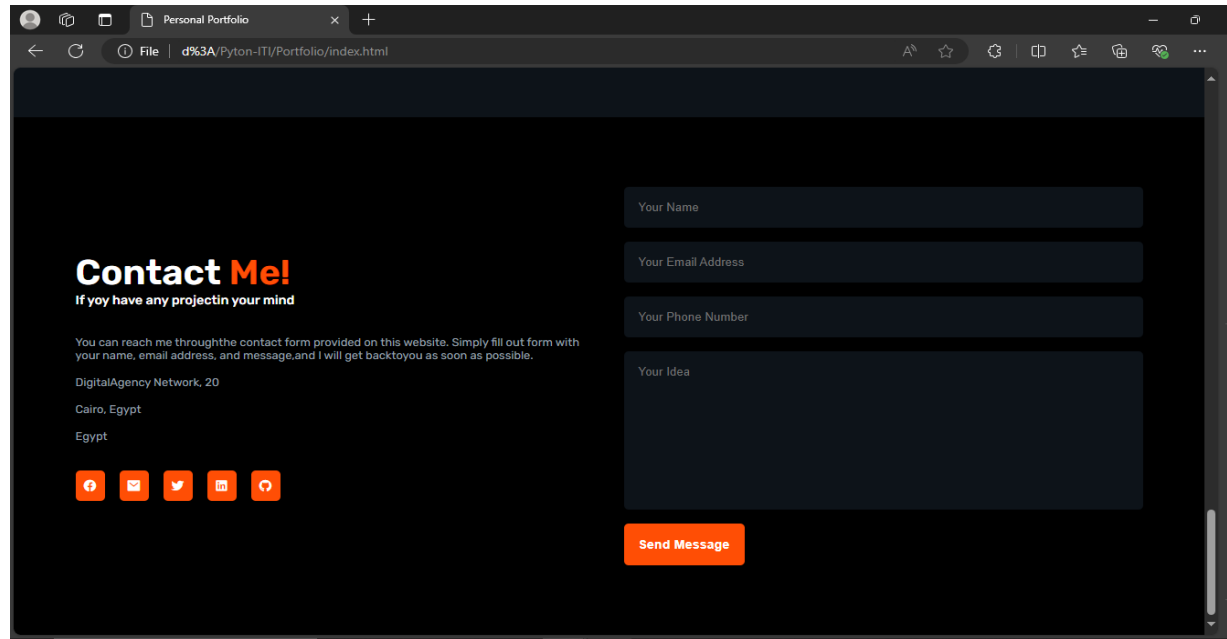 Personal Portfolio
File | d%3A/Pyton-ITI/Portfolio/index.html
Contact Me!
If yoy have any projectin your mind
You can reach me throughthe contact form provided on this website. Simply fill out form with
your name, email address, and message,and I will get backtoyou as soon as possible.
DigitalAgency Network, 20
Cairo, Egypt
Egypt
Your Name
Your Email Address
Your Phone Number
Your Idea
Send Message